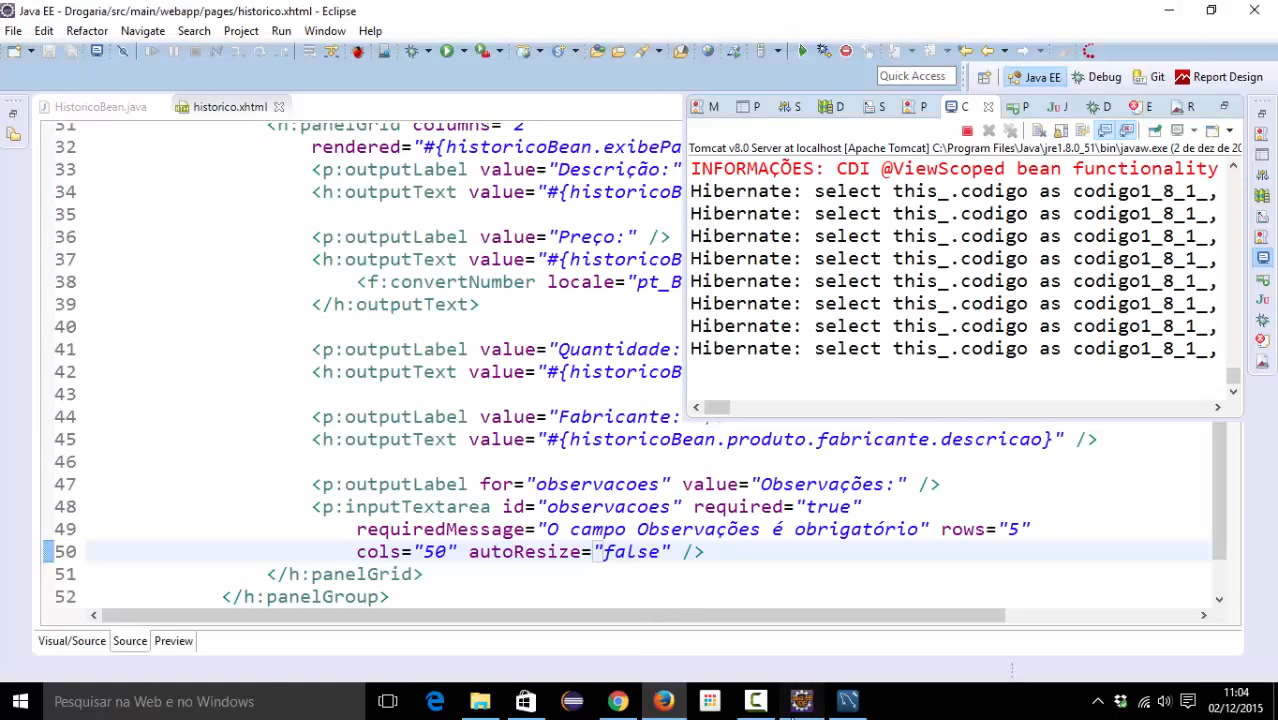 Java EE - Drogaria/src/main/webapp/pages/historico.xhtml - Eclipse
File Edit Refactor Navigate Search Project Run Window Help
Quick Access
Java EE Debug Git Report Design
HistoricoBean.java historico.xhtml
M P S D S P C P J D E R
Tomcat v8.0 Server at localhost [Apache Tomcat] C:\Program Files\Java\jre1.8.0_51\bin\javaw.exe (2 de dez de 20
INFORMAÇÕES: CDI @ViewScoped bean functionality
Hibernate: select this_.codigo as codigo1_8_1_,
Hibernate: select this_.codigo as codigo1_8_1_,
Hibernate: select this_.codigo as codigo1_8_1_,
Hibernate: select this_.codigo as codigo1_8_1_,
Hibernate: select this_.codigo as codigo1_8_1_,
Hibernate: select this_.codigo as codigo1_8_1_,
Hibernate: select this_.codigo as codigo1_8_1_,
Hibernate: select this_.codigo as codigo1_8_1_,
31 <h:panelGrid columns="2
32 rendered="#{historicoBean.exibePa
33 <p:outputLabel value="Descrição:"
34 <h:outputText value="#{historicoB
35
36 <p:outputLabel value="Preço:" />
37 <h:outputText value="#{historicoB
38 <f:convertNumber locale="pt_B
39 </h:outputText>
40
41 <p:outputLabel value="Quantidade:
42 <h:outputText value="#{historicoB
43
44 <p:outputLabel value="Fabricante:
45 <h:outputText value="#{historicoBean.produto.fabricante.descricao}" />
46
47 <p:outputLabel for="observacoes" value="Observações:" />
48 <p:inputTextarea id="observacoes" required="true"
49 requiredMessage="O campo Observações é obrigatório" rows="5"
50 cols="50" autoResize="false" />
51 </h:panelGrid>
52 </h:panelGroup>
Visual/Source Source Preview
Pesquisar na Web e no Windows
11:04
02/12/2015